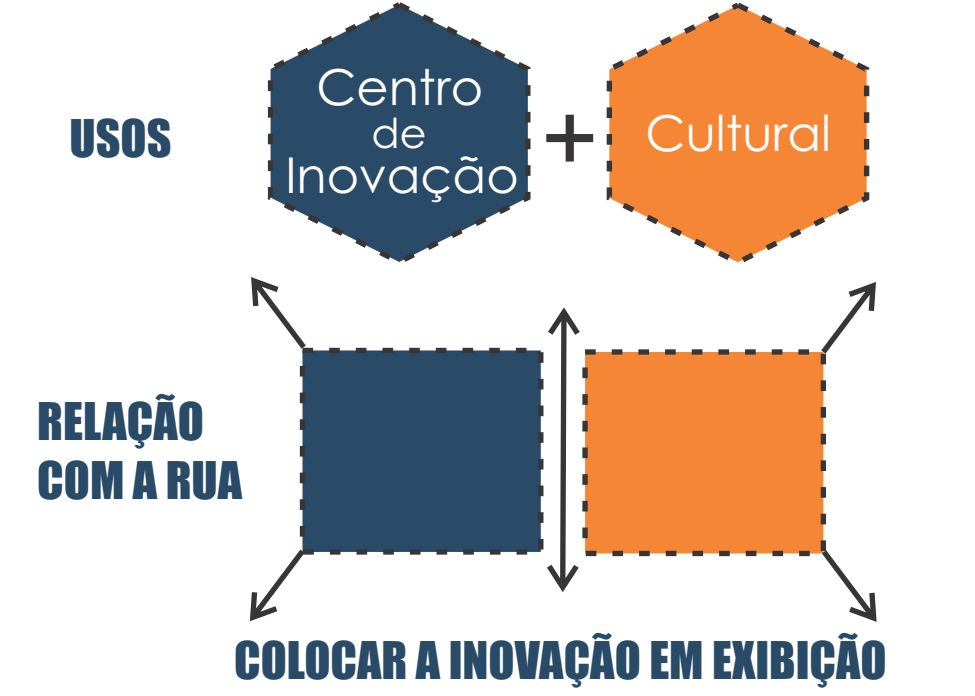 USOS
Centro
de
Inovação
+
Cultural
RELAÇÃO
COM A RUA
COLOCAR A INOVAÇÃO EM EXIBIÇÃO